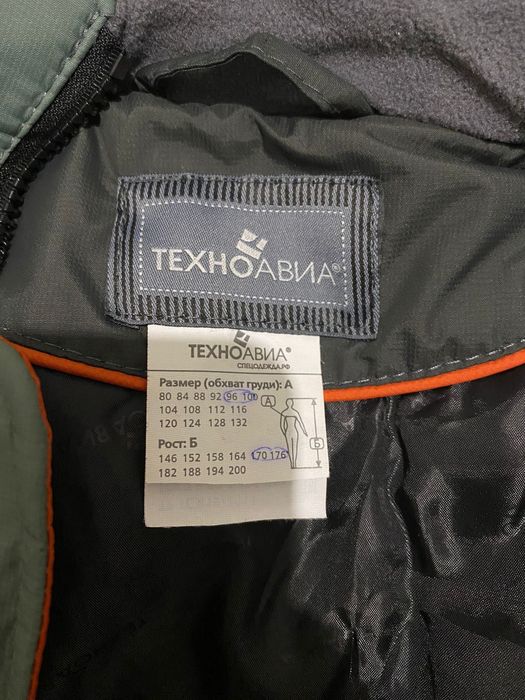 ТЕХНОАВИА®
ТЕХНОАВИА®
СПЕЦОДЕЖДА.РФ
Размер (обхват груди): А
80 84 88 92 96 100
104 108 112 116
120 124 128 132
А
Б
Рост: Б
146 152 158 164 170 176
182 188 194 200